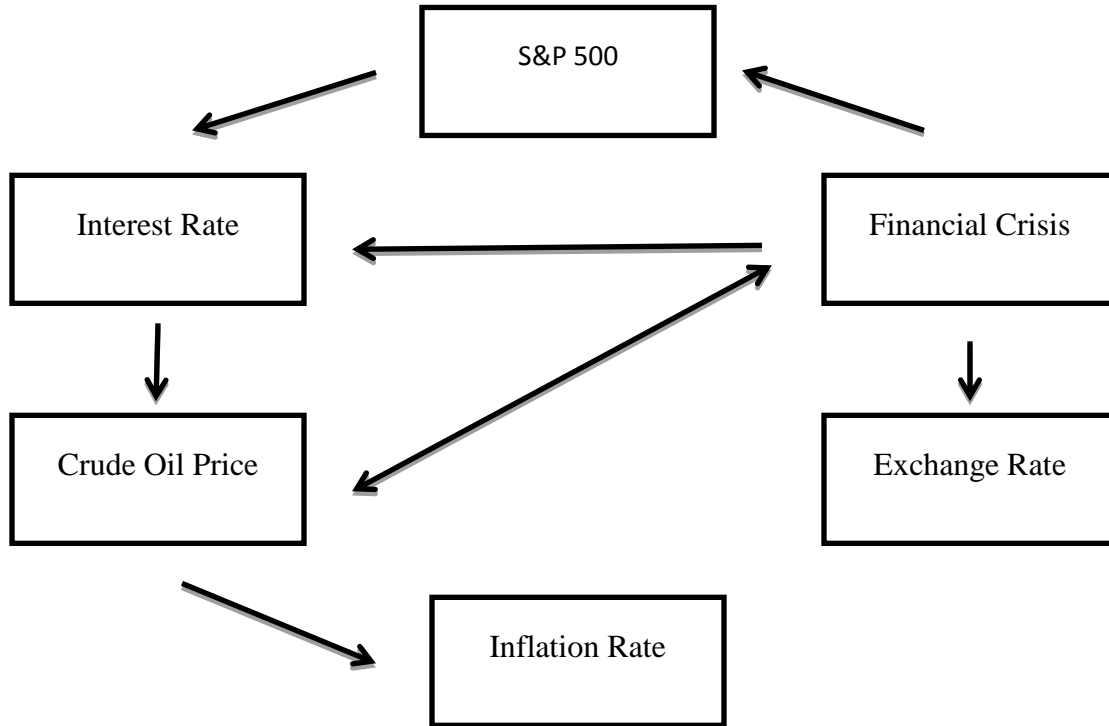 S&P 500
Interest Rate
Financial Crisis
Crude Oil Price
Exchange Rate
Inflation Rate